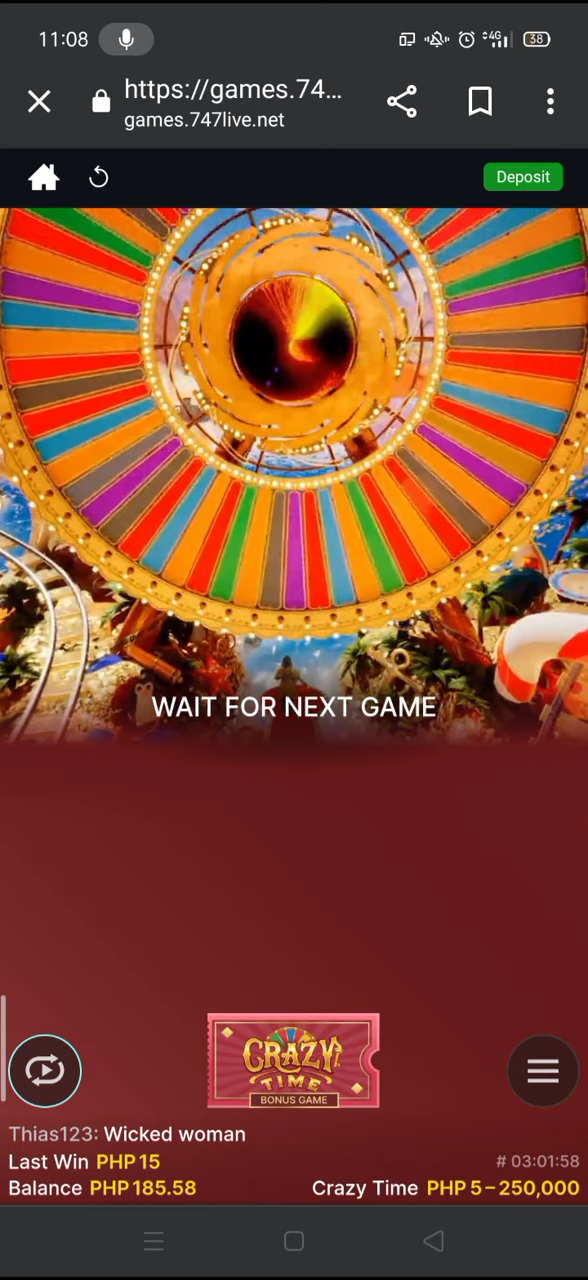 11:08
4G
38
https://games.74...
games.747live.net
Deposit
WAIT FOR NEXT GAME
CRAZY
TIME
BONUS GAME
Thias123: Wicked woman
Last Win PHP 15
# 03:01:58
Balance PHP 185.58
Crazy Time PHP 5–250,000